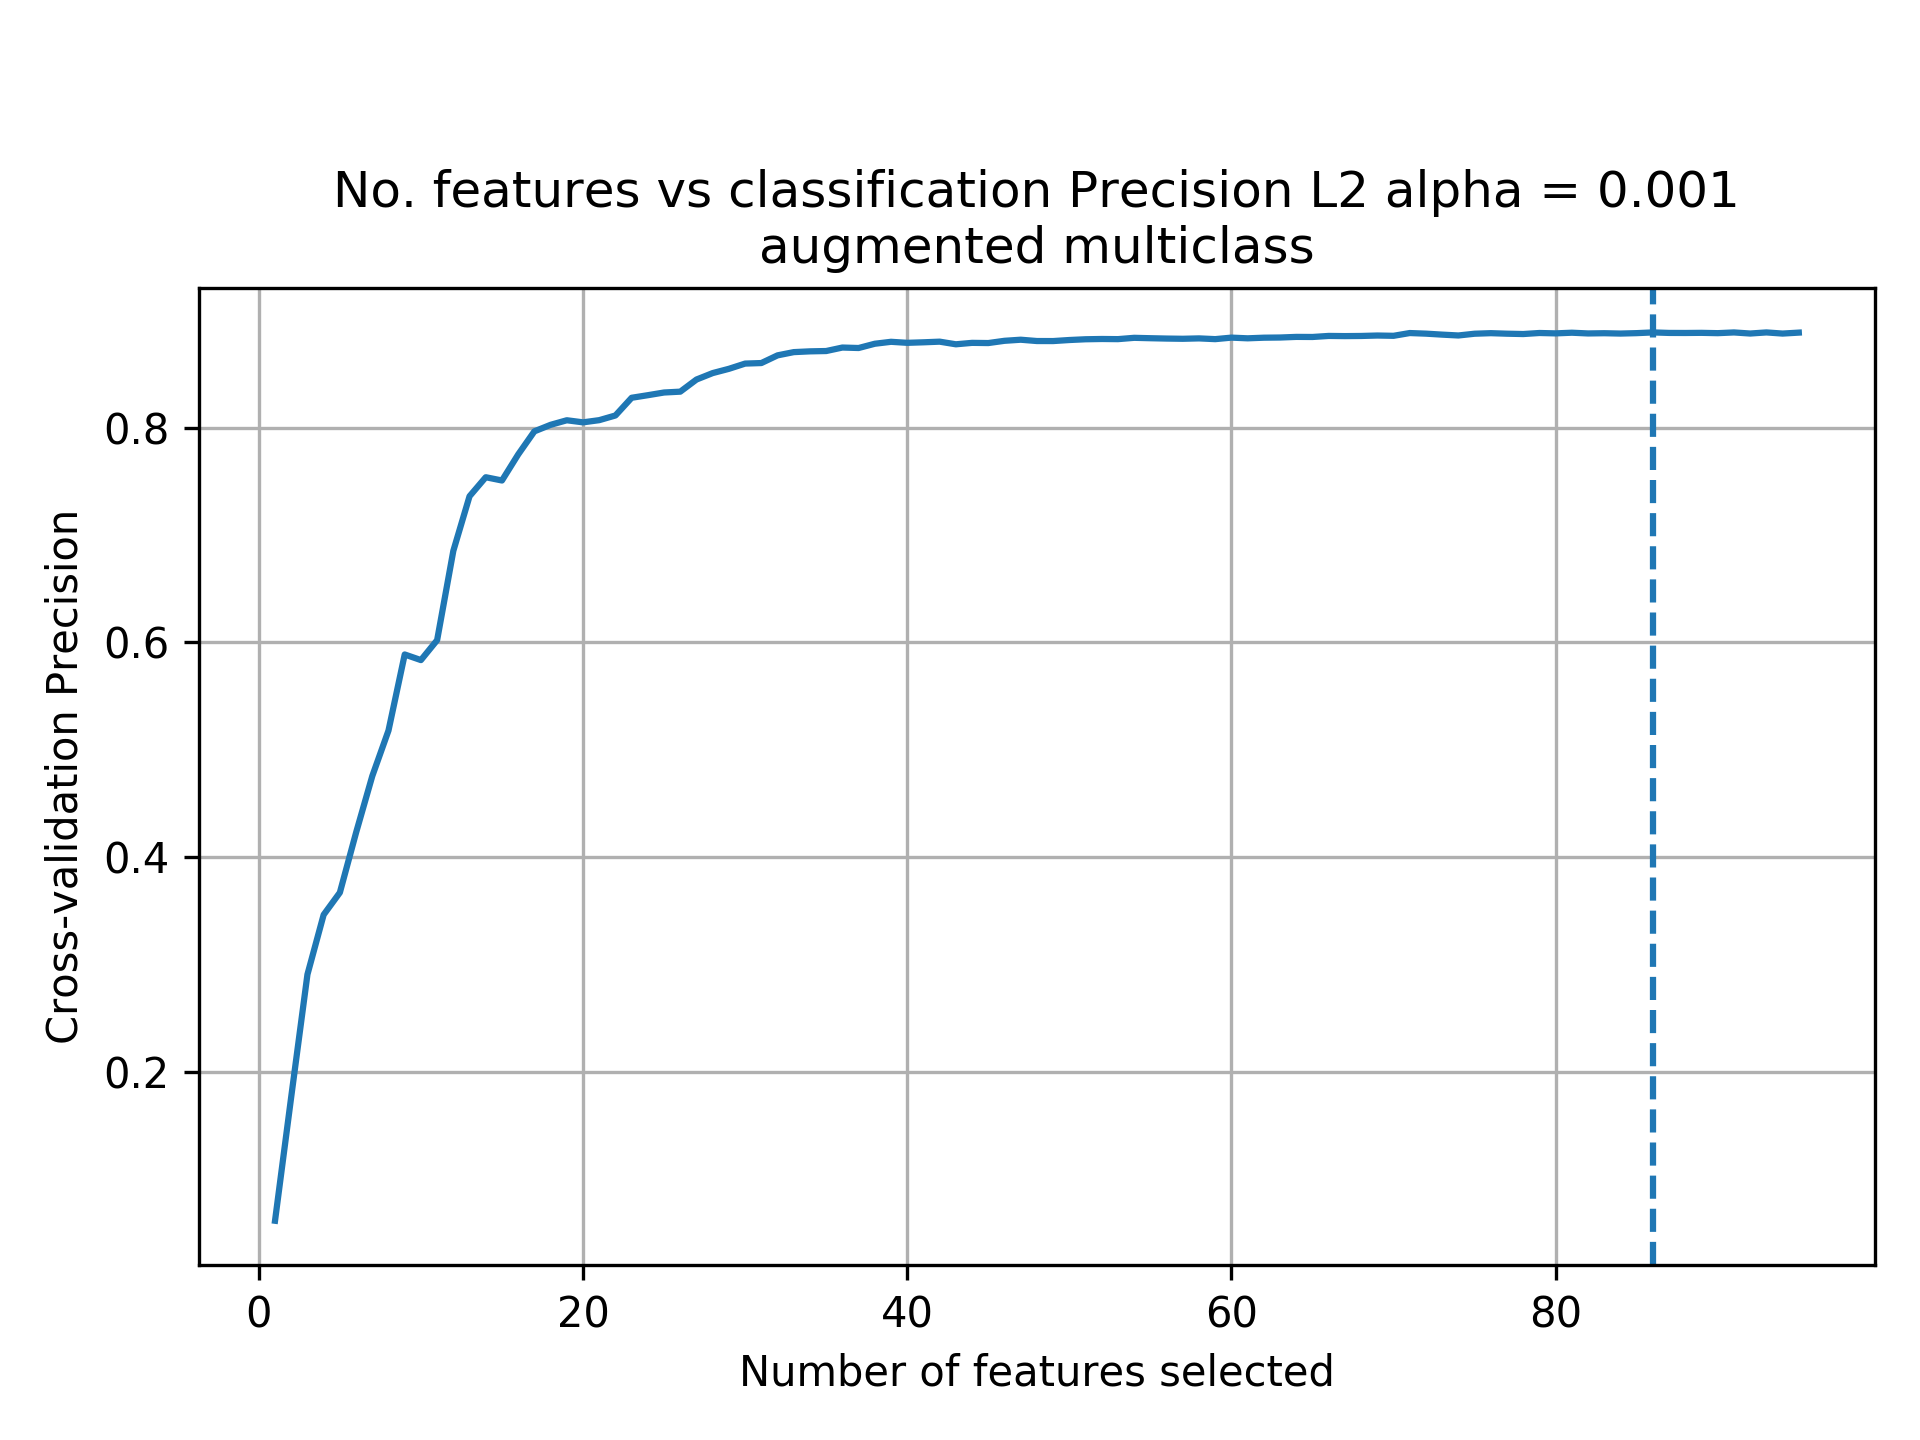 No. features vs classification Precision L2 alpha = 0.001
augmented multiclass
Cross-validation Precision
0.8
0.6
0.4
0.2
0 20 40 60 80
Number of features selected